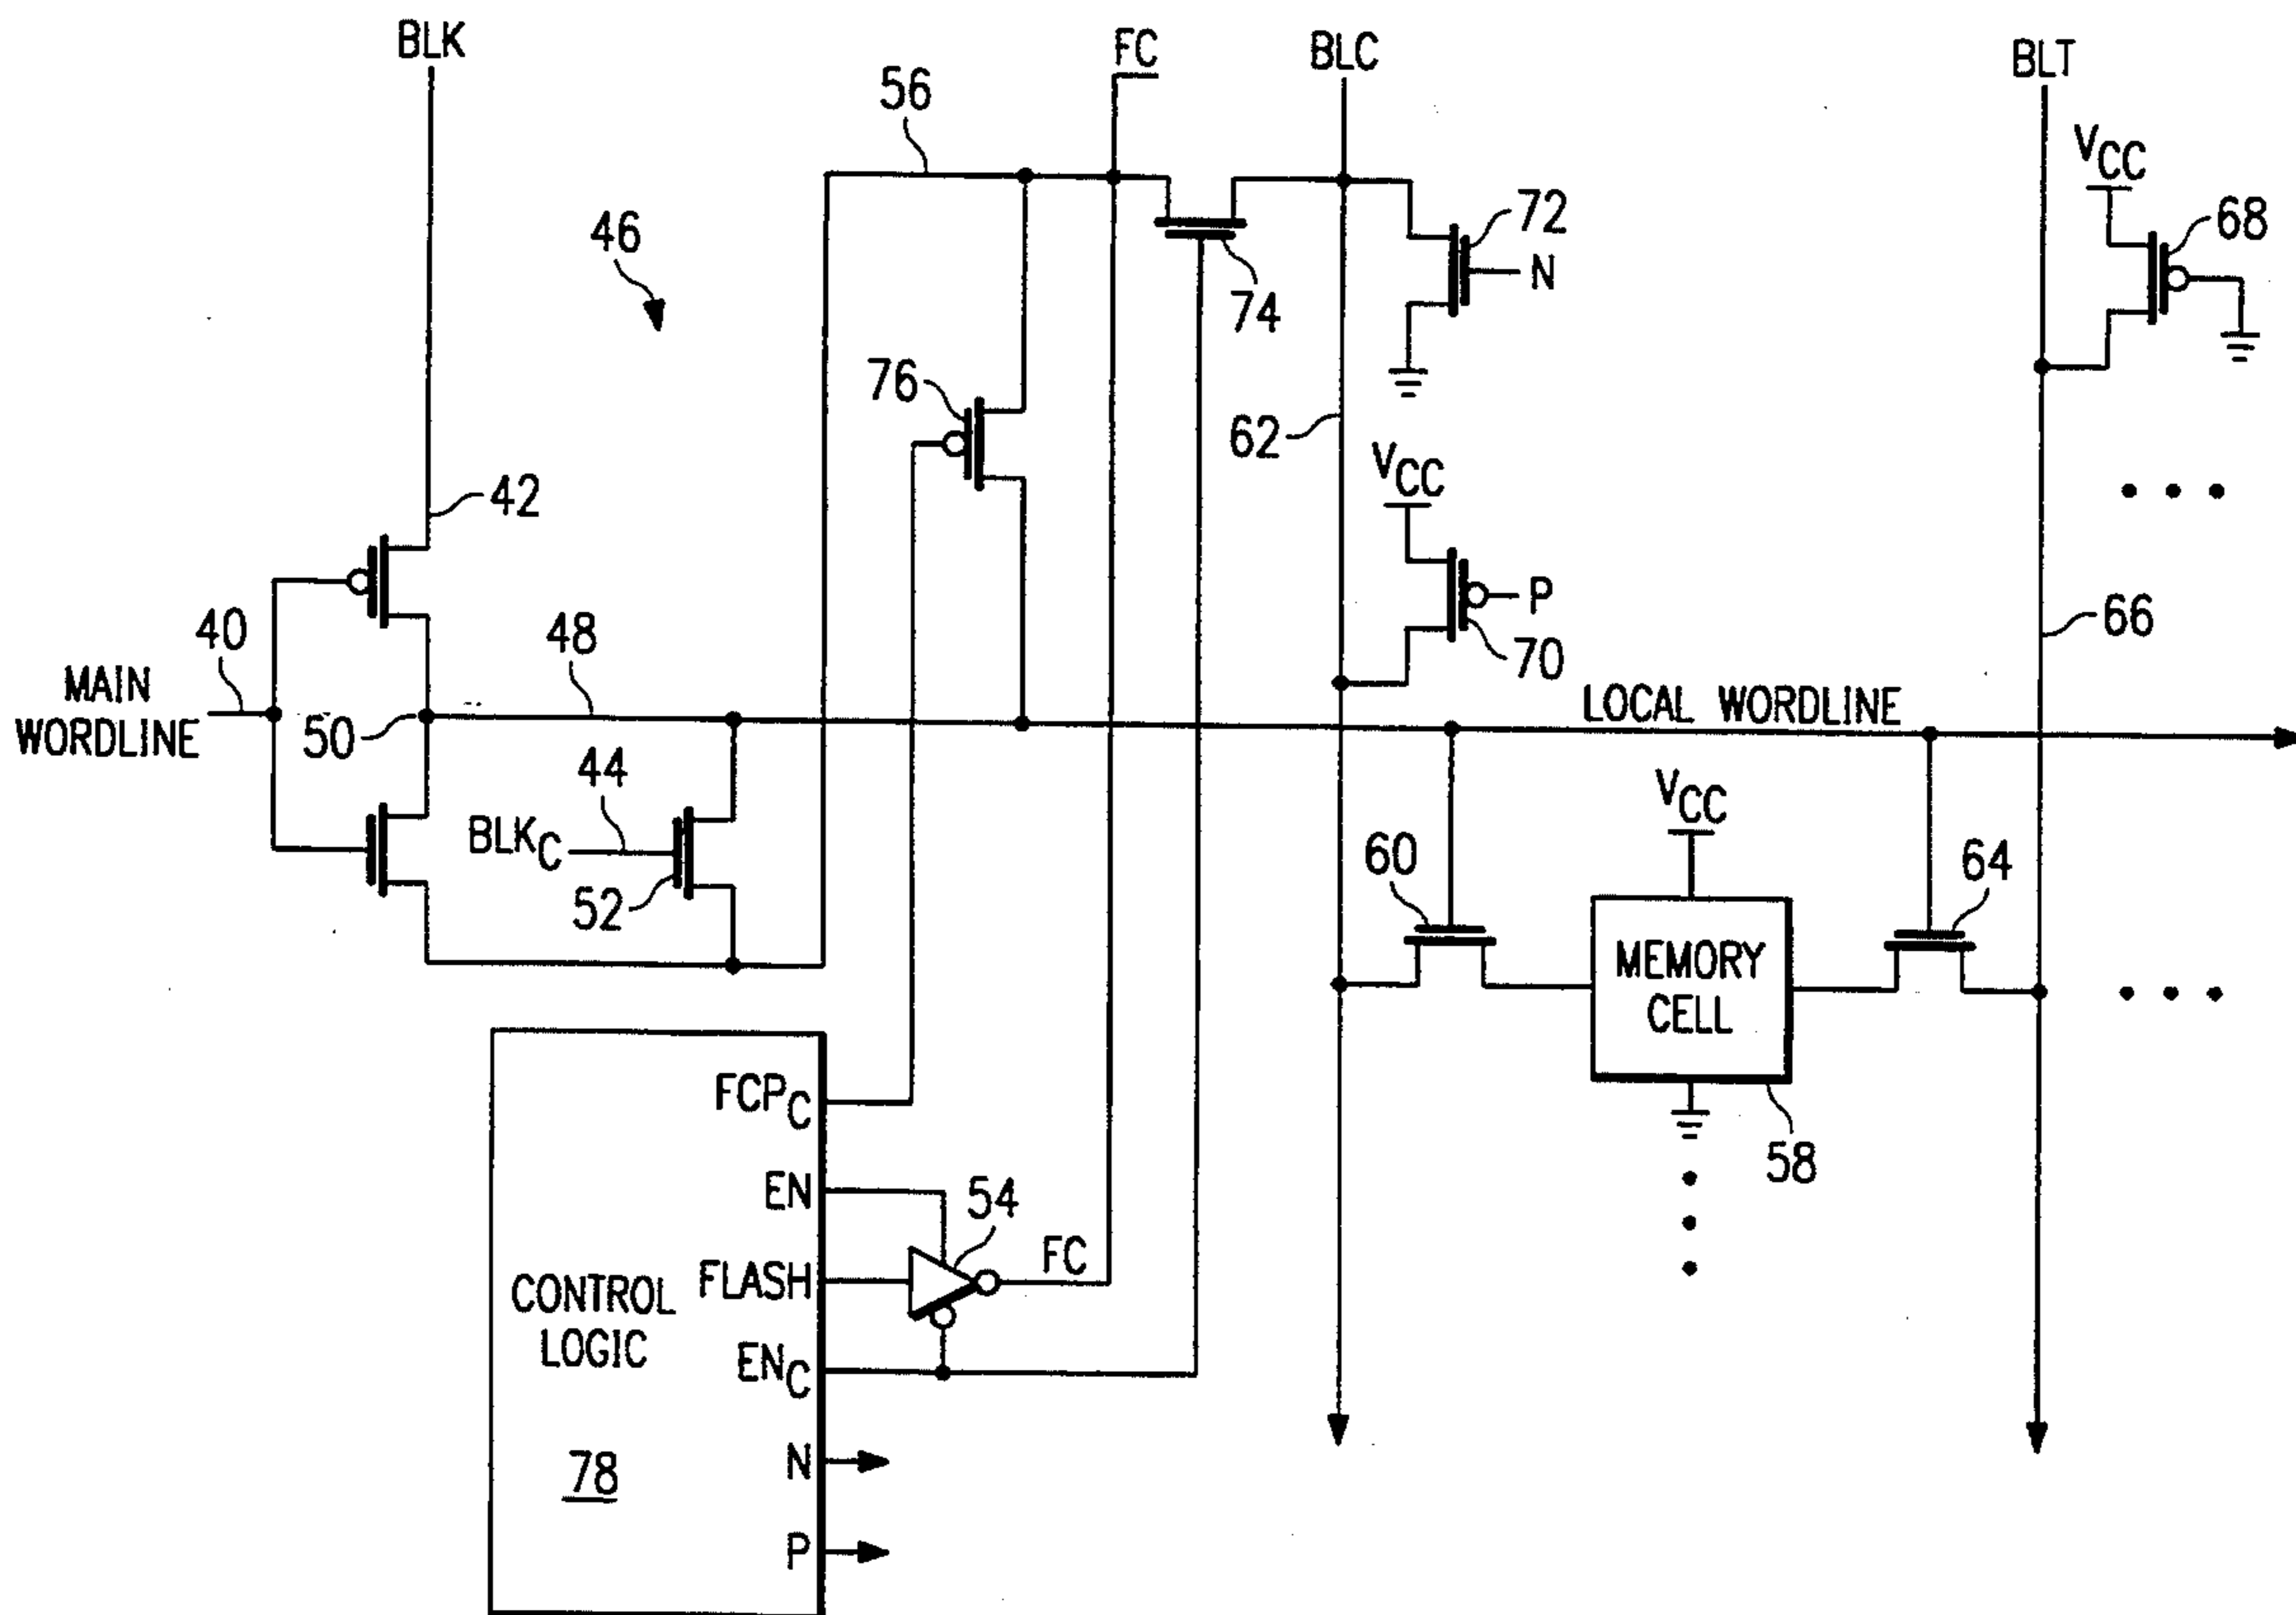 BLK
FC
BLC
BLT
56
VCC
72
68
46
N
74
76
62
VCC
42
P
66
40
48
70
MAIN
WORDLINE
50
LOCAL WORDLINE
44
VCC
BLKC
60
64
52
MEMORY
CELL
FCPC
58
EN
54
FLASH
FC
CONTROL
LOGIC
ENC
78
N
P